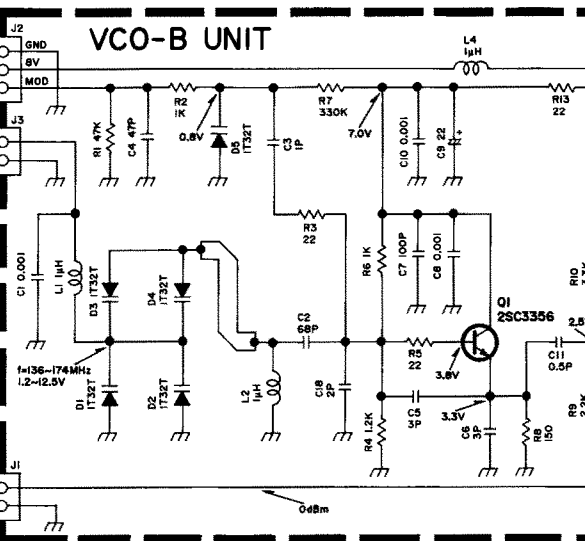 J2
VCO-B UNIT
GND
8V
MOD
L4
1μH
R2
1K
R7
330K
R13
22
J3
R1 47K
C4 47P
0.8V
D5
1T32T
C3
1P
7.0V
C10 0.001
C9 22
+
R3
22
C1 0.001
L1 1μH
D3 1T32T
D4
1T32T
R6 1K
C7 100P
C8 0.001
R10
Q1
2SC3356
C2
68P
f=136~174MHz
1.2~12.5V
R5
22
3.8V
C11
0.5P
D1
1T32T
D2
1T32T
L2
1μH
C18
2P
R4 1.2K
C5
3P
3.3V
C6
3P
R8
150
R9
2.2K
J1
0dBm